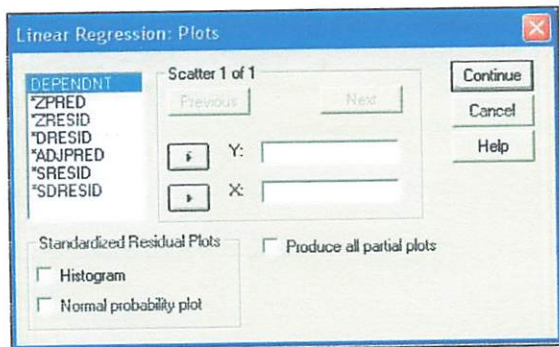 Linear Regression: Plots
DEPENDNT
*ZPRED
*ZRESID
*DRESID
*ADJPRED
*SRESID
*SDRESID
Scatter 1 of 1
Previous
Next
Y:
X:
Continue
Cancel
Help
Standardized Residual Plots
Histogram
Normal probability plot
Produce all partial plots